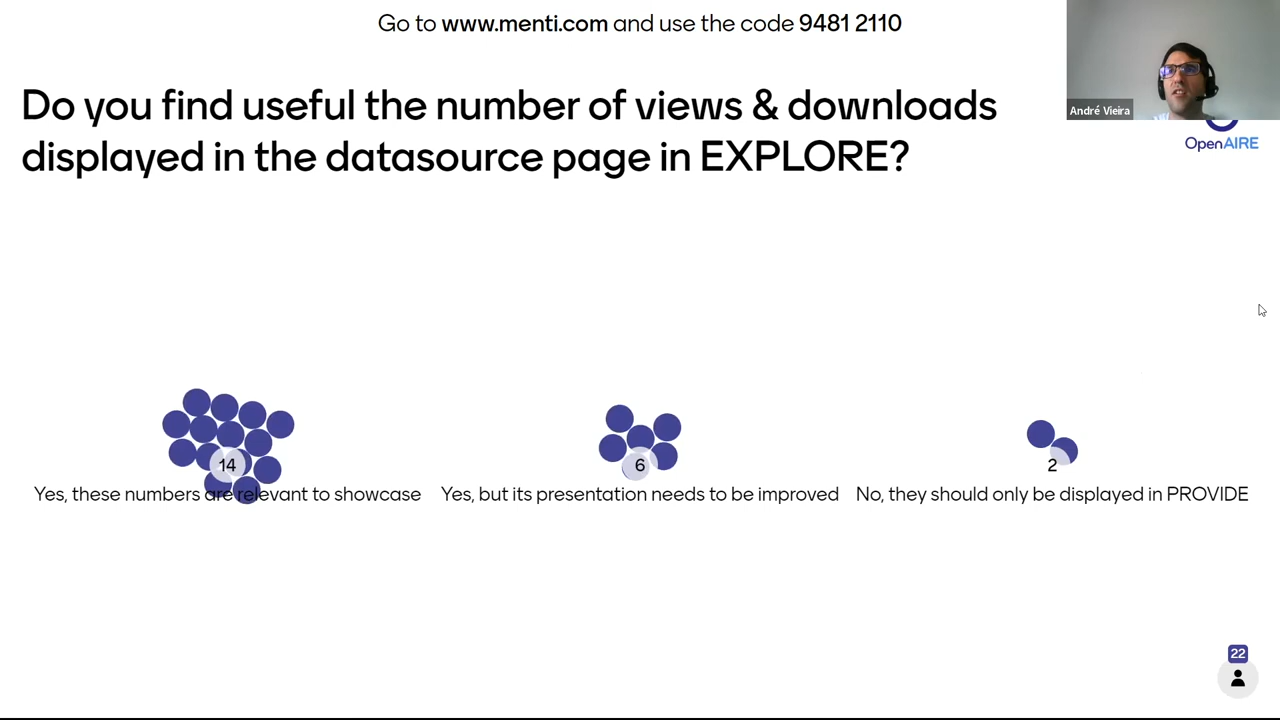 Go to www.menti.com and use the code 9481 2110
André Vieira
Do you find useful the number of views & downloads
displayed in the datasource page in EXPLORE?
OpenAIRE
14
6
2
Yes, these numbers are relevant to showcase
Yes, but its presentation needs to be improved
No, they should only be displayed in PROVIDE
22